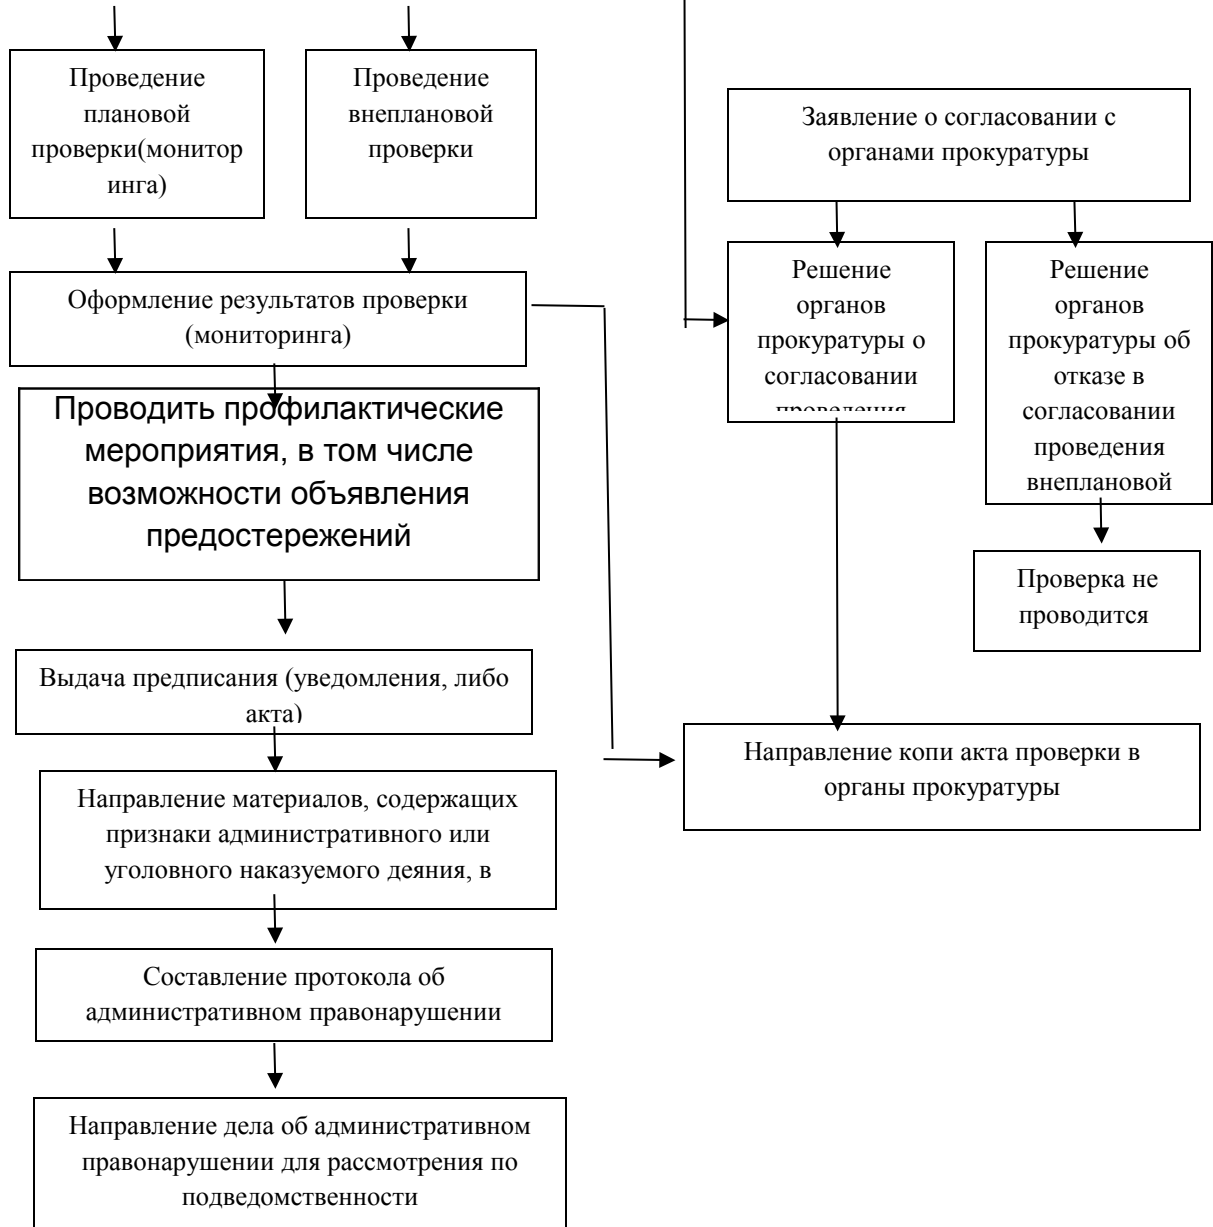 Проведение
плановой
проверки(монитор
инга)
Проведение
внеплановой
проверки
Заявление о согласовании с
органами прокуратуры
Решение
органов
прокуратуры о
согласовании
проведения
Решение
органов
прокуратуры об
отказе в
согласовании
проведения
внеплановой
Оформление результатов проверки
(мониторинга)
Проводить профилактические
мероприятия, в том числе
возможности объявления
предостережений
Проверка не
проводится
Выдача предписания (уведомления, либо
акта)
Направление копи акта проверки в
органы прокуратуры
Направление материалов, содержащих
признаки административного или
уголовного наказуемого деяния, в
Составление протокола об
административном правонарушении
Направление дела об административном
правонарушении для рассмотрения по
подведомственности